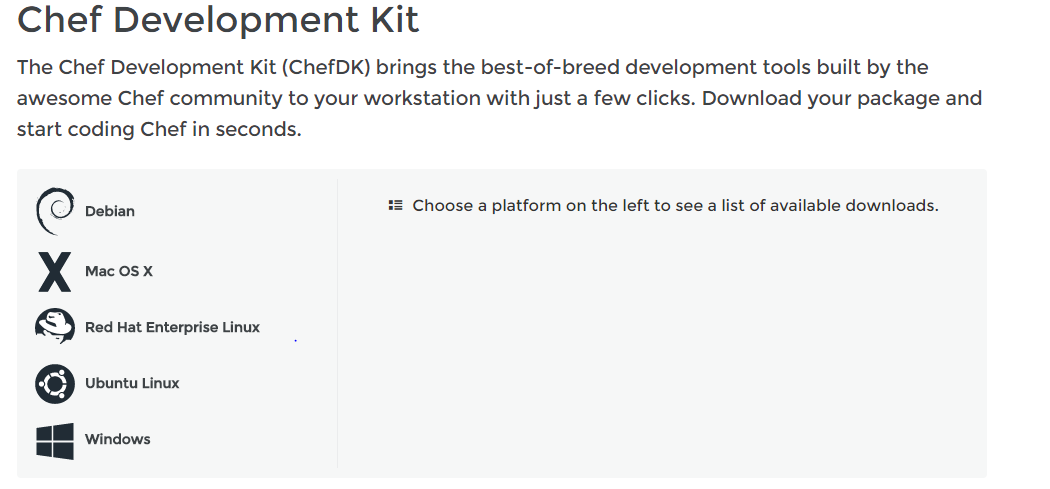 Chef Development Kit
The Chef Development Kit (ChefDK) brings the best-of-breed development tools built by the
awesome Chef community to your workstation with just a few clicks. Download your package and
start coding Chef in seconds.
Debian
Mac OS X
Red Hat Enterprise Linux
Ubuntu Linux
Windows
Choose a platform on the left to see a list of available downloads.